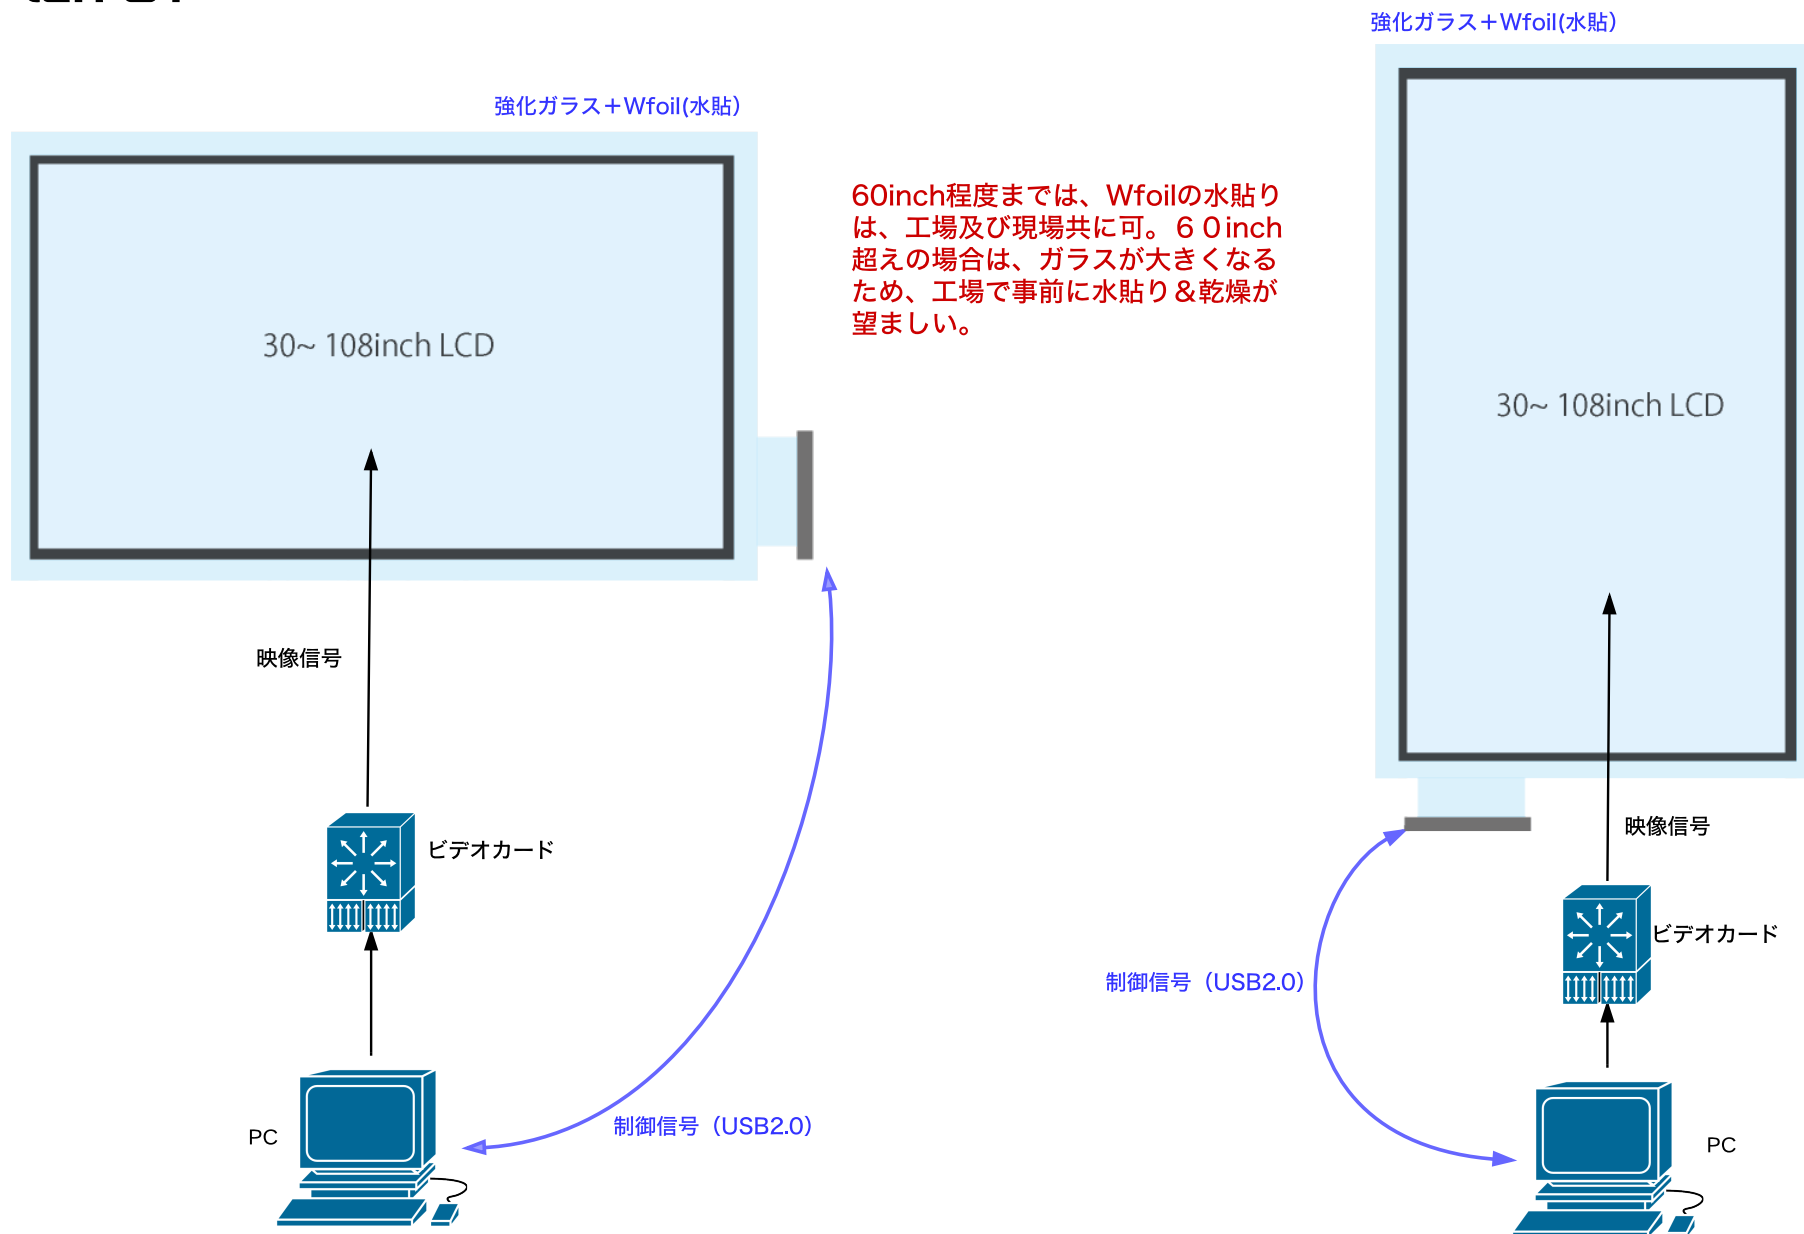 強化ガラス＋Wfoil(水貼）
強化ガラス＋Wfoil(水貼）
60inch程度までは、Wfoilの水貼り
は、工場及び現場共に可。６０inch
超えの場合は、ガラスが大きくなる
ため、工場で事前に水貼り＆乾燥が
望ましい。
30~ 108inch LCD
30~ 108inch LCD
映像信号
映像信号
ビデオカード
ビデオカード
制御信号（USB2.0）
制御信号（USB2.0）
PC
PC